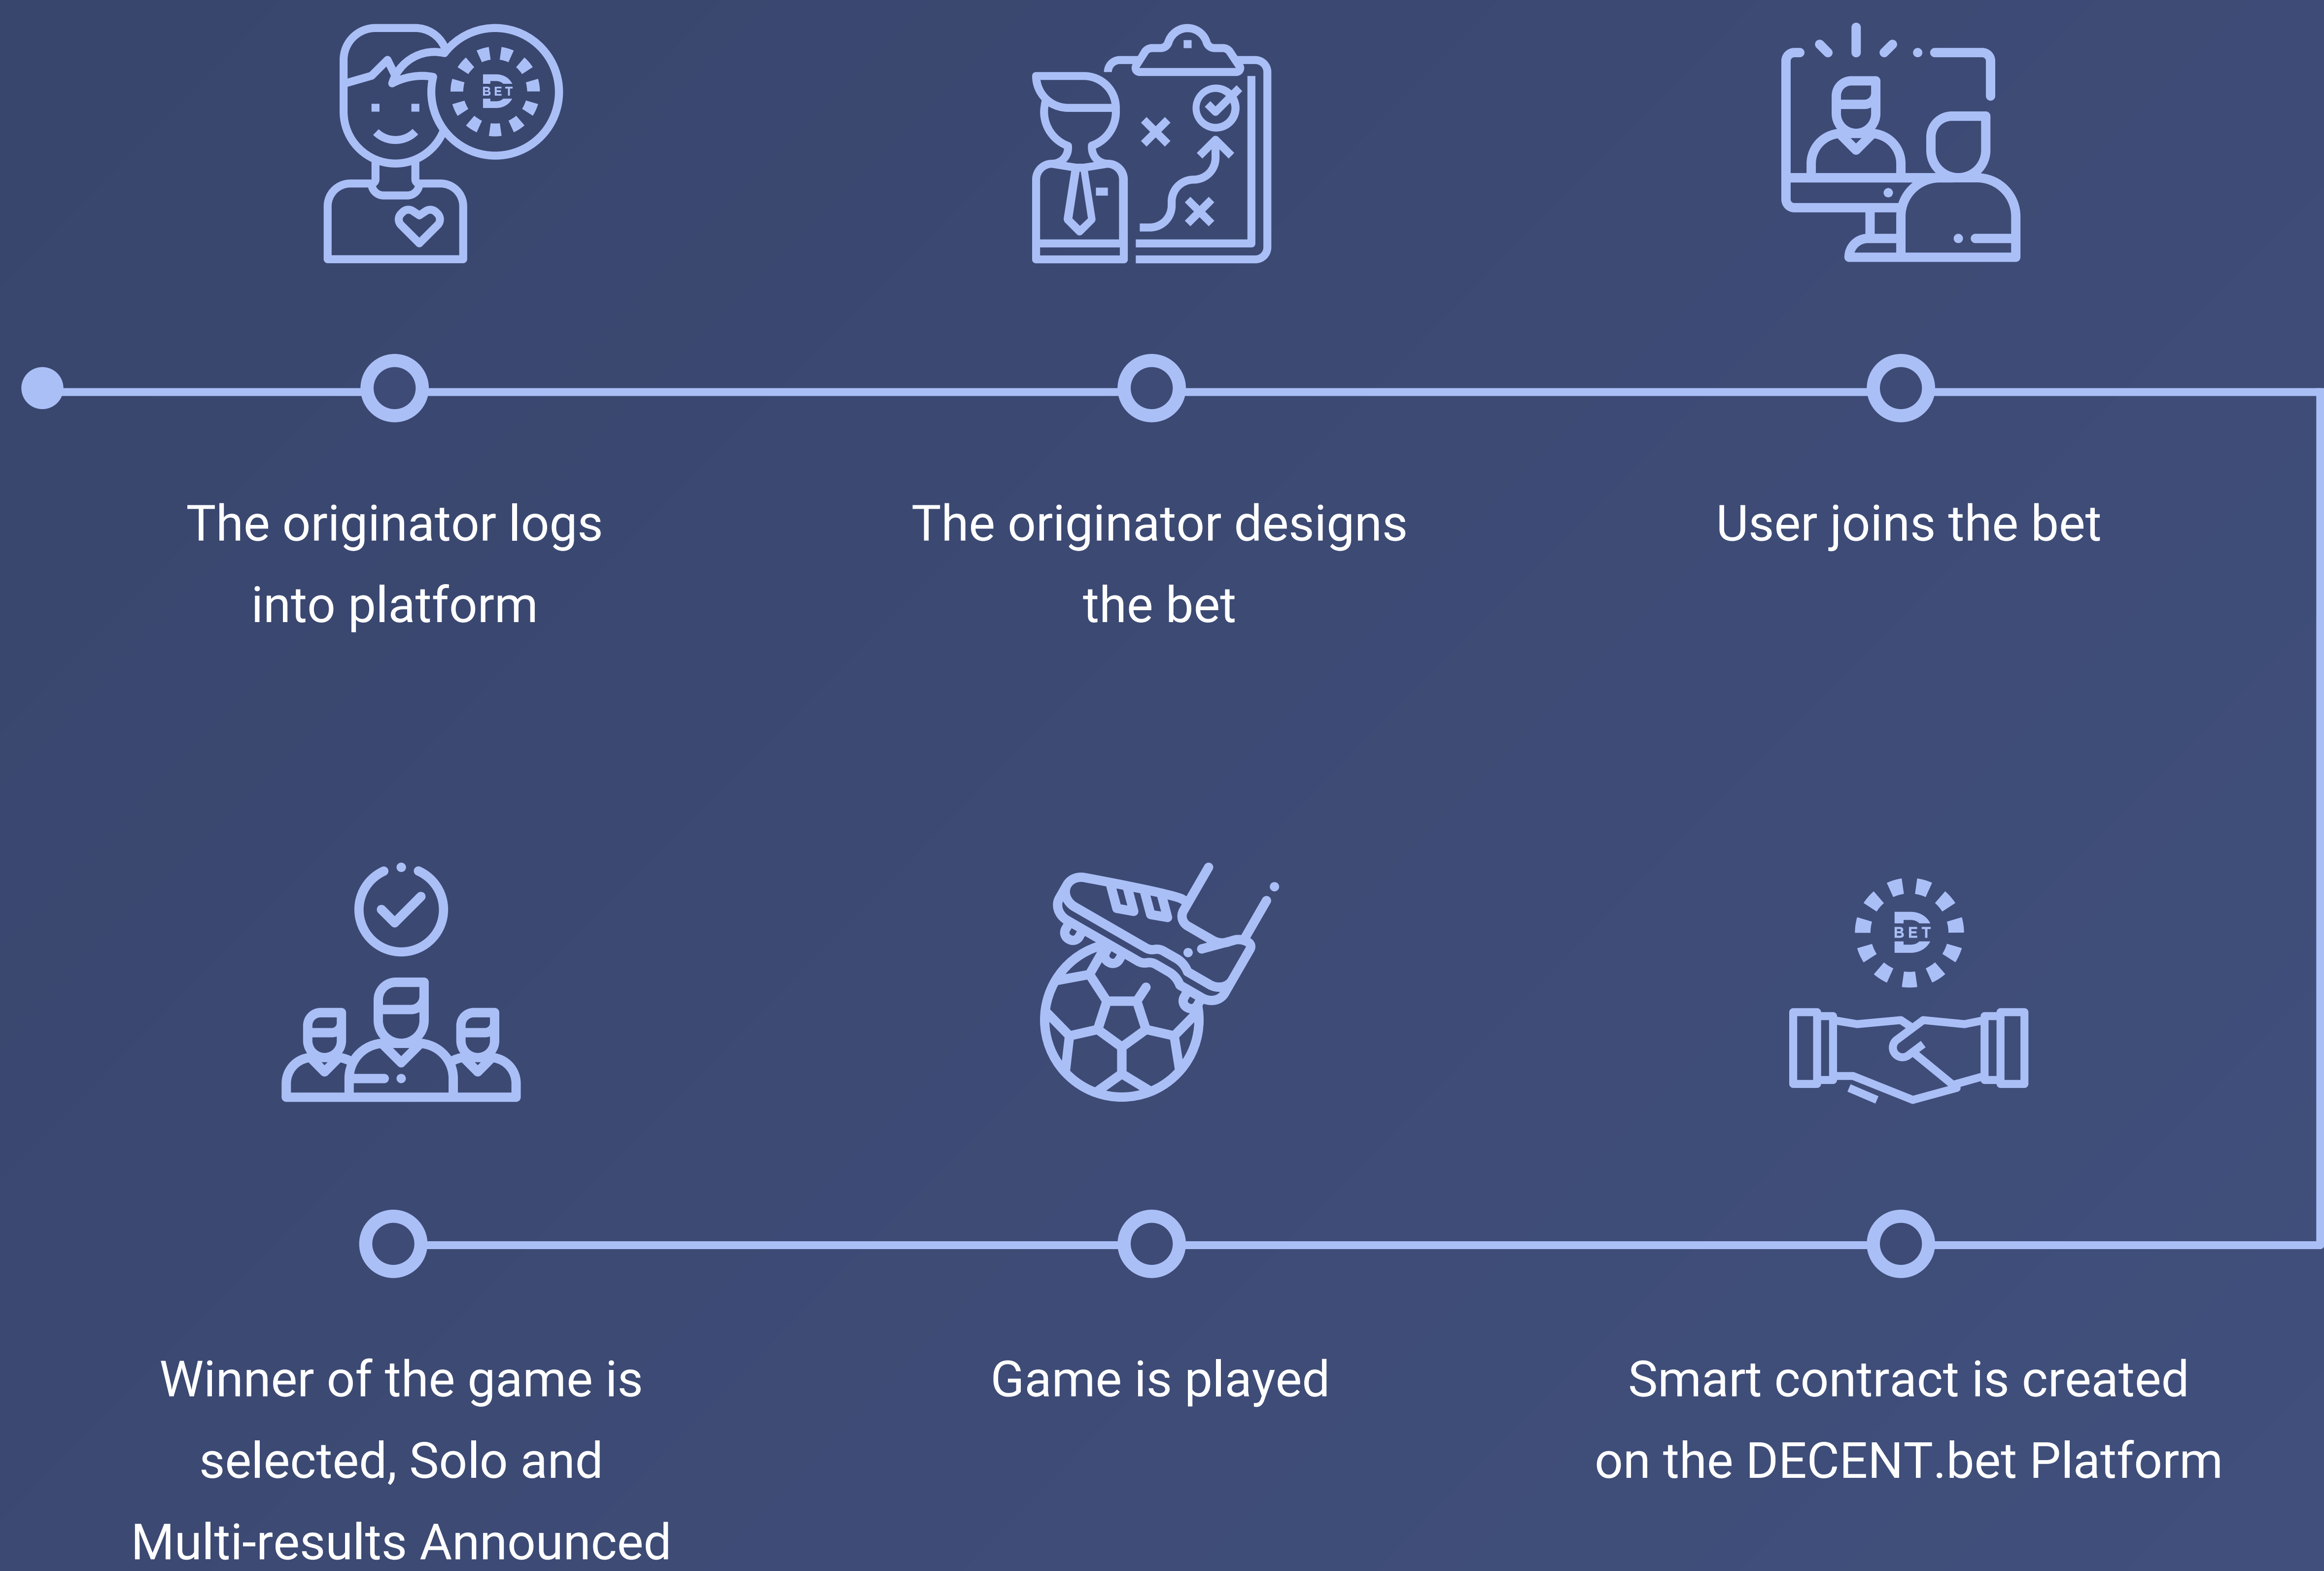 D
BET
The originator logs
into platform
The originator designs
the bet
User joins the bet
D
BET
Winner of the game is
selected, Solo and
Multi-results Announced
Game is played
Smart contract is created
on the DECENT.bet Platform